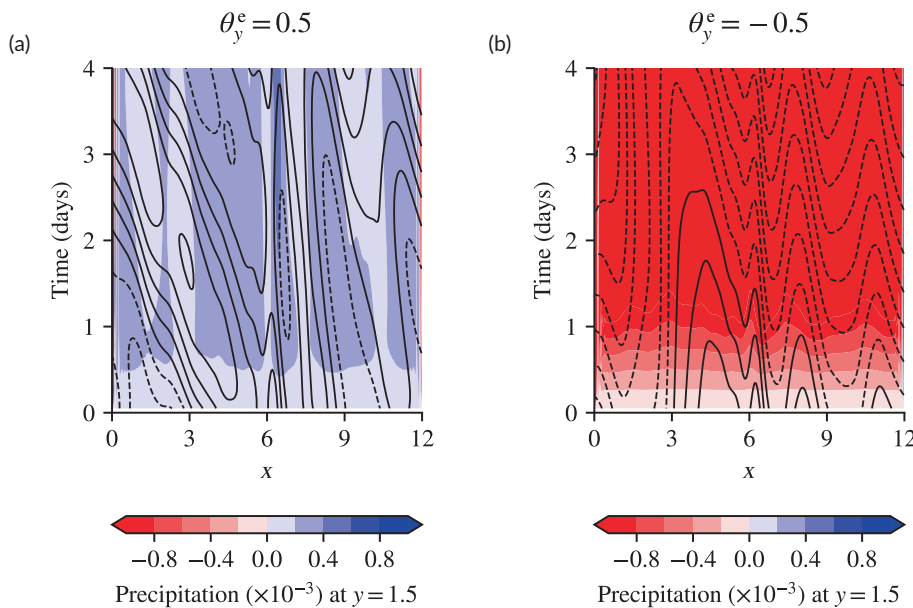 (a)
θ_y^e = 0.5
Time (days)
4
3
2
1
0
0 3 6 9 12
x
−0.8 −0.4 0.0 0.4 0.8
Precipitation (×10⁻³) at y = 1.5
(b)
θ_y^e = − 0.5
Time (days)
4
3
2
1
0
0 3 6 9 12
x
−0.8 −0.4 0.0 0.4 0.8
Precipitation (×10⁻³) at y = 1.5